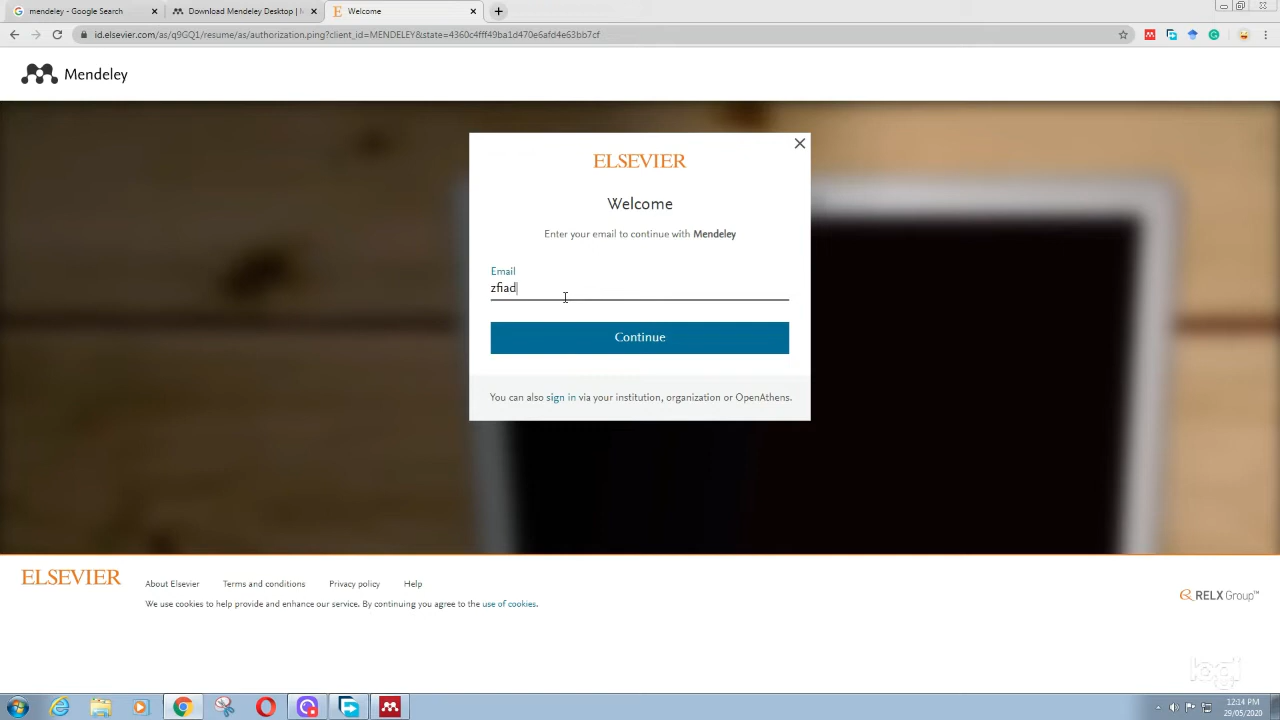 mendeley - Google Search
Download Mendeley Desktop |
Welcome
id.elsevier.com/as/q9GQ1/resume/as/authorization.ping?client_id=MENDELEY&state=4360c4fff49ba1d470e6afd4e63bb7cf
Mendeley
ELSEVIER
Welcome
Enter your email to continue with Mendeley
Email
zfiad
Continue
You can also sign in via your institution, organization or OpenAthens.
ELSEVIER
About Elsevier Terms and conditions Privacy policy Help
We use cookies to help provide and enhance our service. By continuing you agree to the use of cookies.
RELX Group™
12:14 PM
29/05/2020